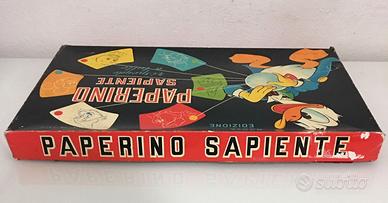 PAPERINO
SAPIENTE
EDIZIONE
PAPERINO SAPIENTE
subito